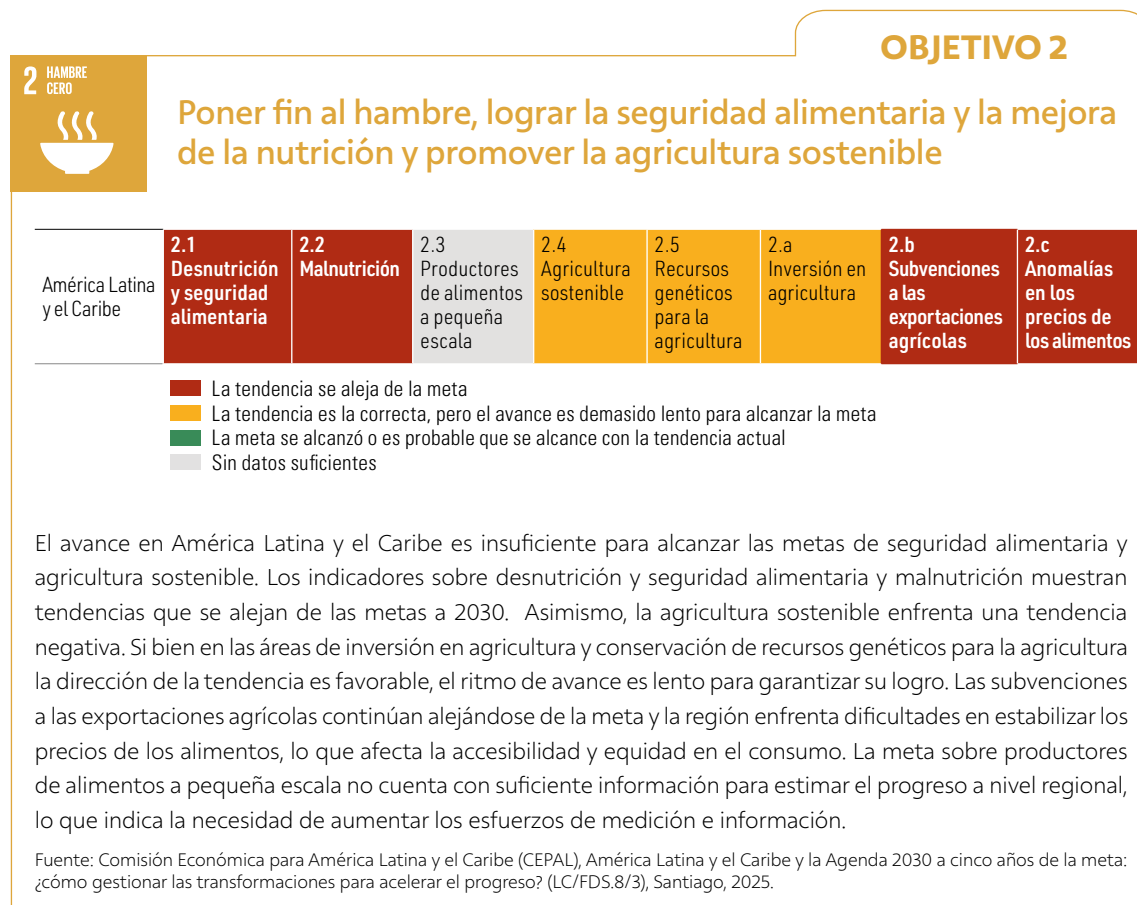 OBJETIVO 2
2 HAMBRE
CERO
Poner fin al hambre, lograr la seguridad alimentaria y la mejora
de la nutrición y promover la agricultura sostenible
América Latina
y el Caribe
2.1
Desnutrición
y seguridad
alimentaria
2.2
Malnutrición
2.3
Productores
de alimentos
a pequeña
escala
2.4
Agricultura
sostenible
2.5
Recursos
genéticos
para la
agricultura
2.a
Inversión en
agricultura
2.b
Subvenciones
a las
exportaciones
agrícolas
2.c
Anomalías
en los
precios de
los alimentos
La tendencia se aleja de la meta
La tendencia es la correcta, pero el avance es demasido lento para alcanzar la meta
La meta se alcanzó o es probable que se alcance con la tendencia actual
Sin datos suficientes
El avance en América Latina y el Caribe es insuficiente para alcanzar las metas de seguridad alimentaria y
agricultura sostenible. Los indicadores sobre desnutrición y seguridad alimentaria y malnutrición muestran
tendencias que se alejan de las metas a 2030. Asimismo, la agricultura sostenible enfrenta una tendencia
negativa. Si bien en las áreas de inversión en agricultura y conservación de recursos genéticos para la agricultura
la dirección de la tendencia es favorable, el ritmo de avance es lento para garantizar su logro. Las subvenciones
a las exportaciones agrícolas continúan alejándose de la meta y la región enfrenta dificultades en estabilizar los
precios de los alimentos, lo que afecta la accesibilidad y equidad en el consumo. La meta sobre productores
de alimentos a pequeña escala no cuenta con suficiente información para estimar el progreso a nivel regional,
lo que indica la necesidad de aumentar los esfuerzos de medición e información.
Fuente: Comisión Económica para América Latina y el Caribe (CEPAL), América Latina y el Caribe y la Agenda 2030 a cinco años de la meta:
¿cómo gestionar las transformaciones para acelerar el progreso? (LC/FDS.8/3), Santiago, 2025.